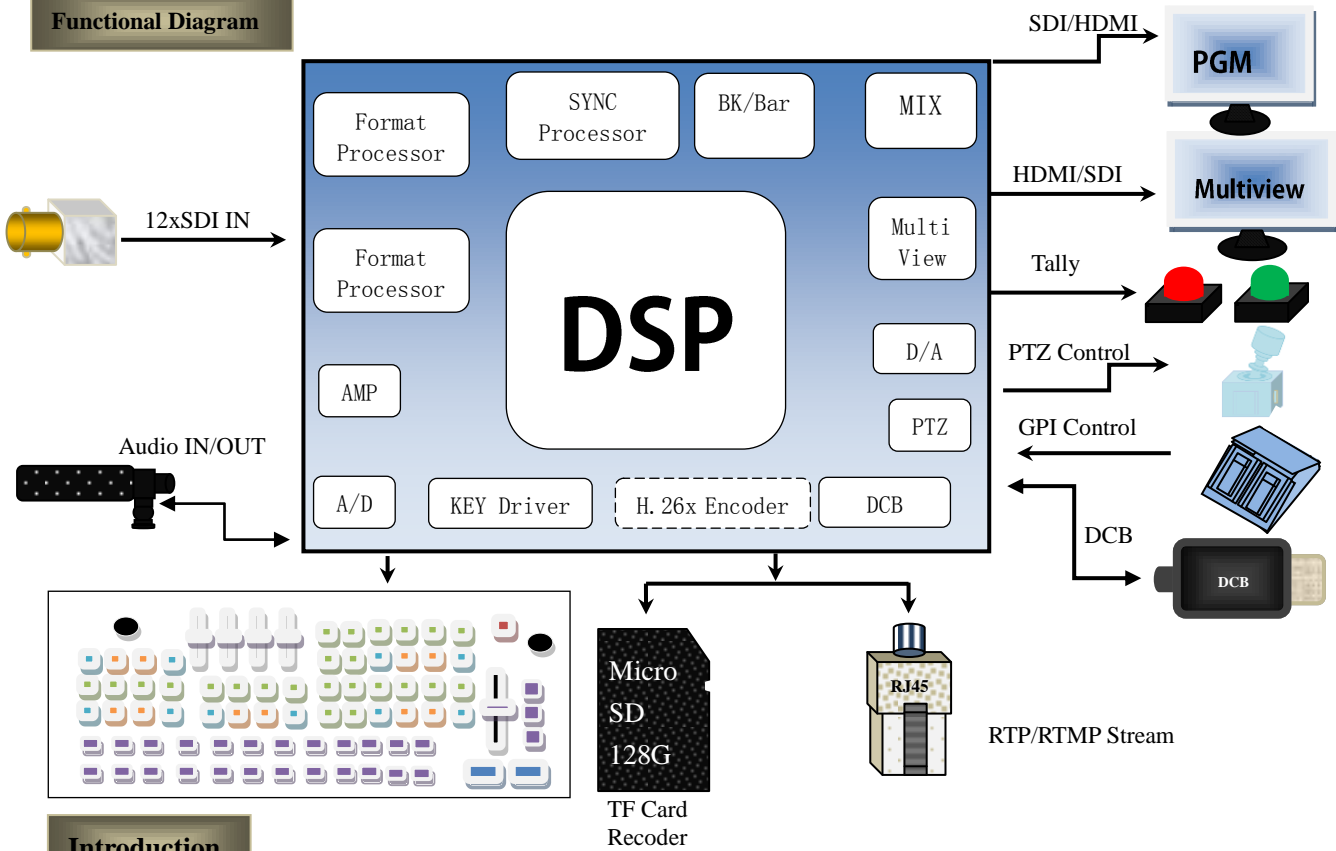 Functional Diagram
SDI/HDMI
PGM
Format
Processor
SYNC
Processor
BK/Bar
MIX
HDMI/SDI
Multiview
12xSDI IN
Format
Processor
DSP
Multi
View
Tally
D/A
PTZ Control
AMP
PTZ
GPI Control
Audio IN/OUT
A/D
KEY Driver
H.26x Encoder
DCB
DCB
DCB
Micro
SD
128G
RJ45
RTP/RTMP Stream
TF Card
Recoder
Introduction